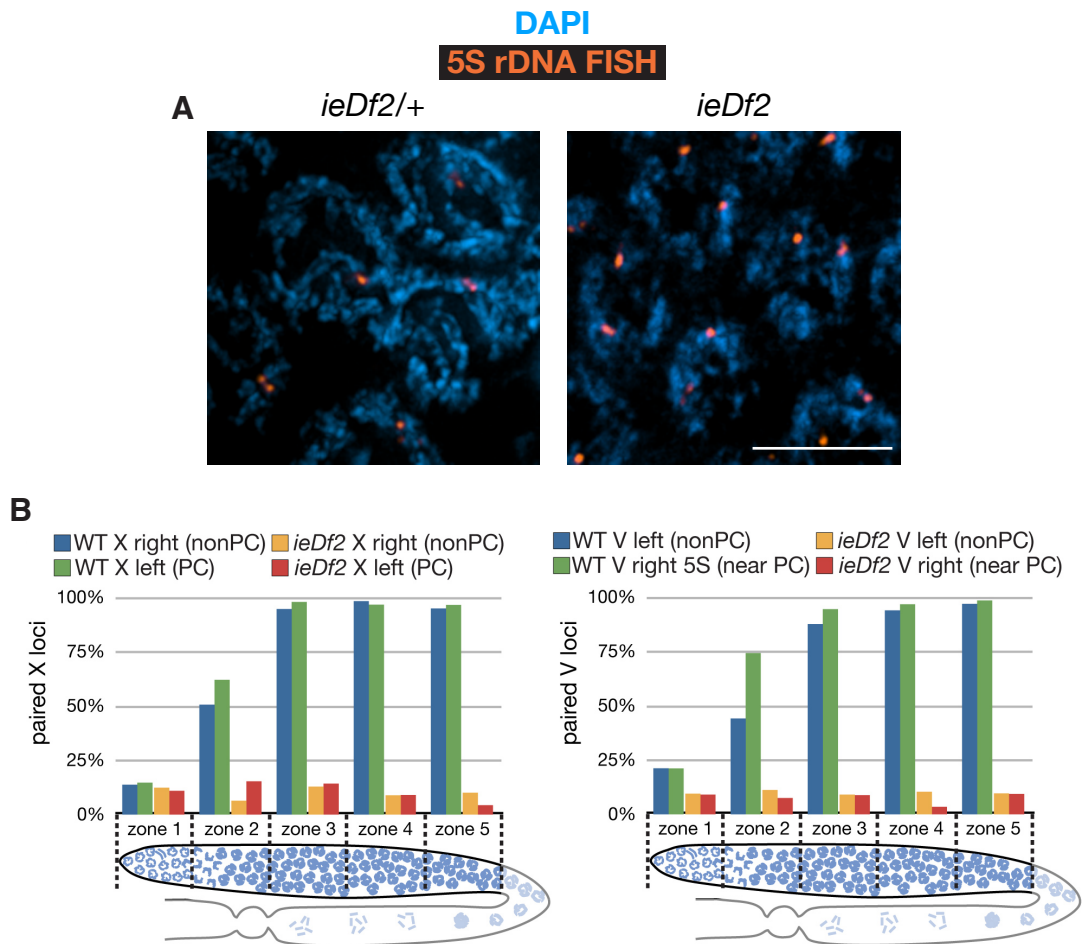 DAPI
5S rDNA FISH
A
ieDf2/+
ieDf2
B
WT X right (nonPC)
ieDf2 X right (nonPC)
WT X left (PC)
ieDf2 X left (PC)
100%
75%
50%
25%
0%
paired X loci
zone 1
zone 2
zone 3
zone 4
zone 5
WT V left (nonPC)
ieDf2 V left (nonPC)
WT V right 5S (near PC)
ieDf2 V right (near PC)
100%
75%
50%
25%
0%
paired V loci
zone 1
zone 2
zone 3
zone 4
zone 5